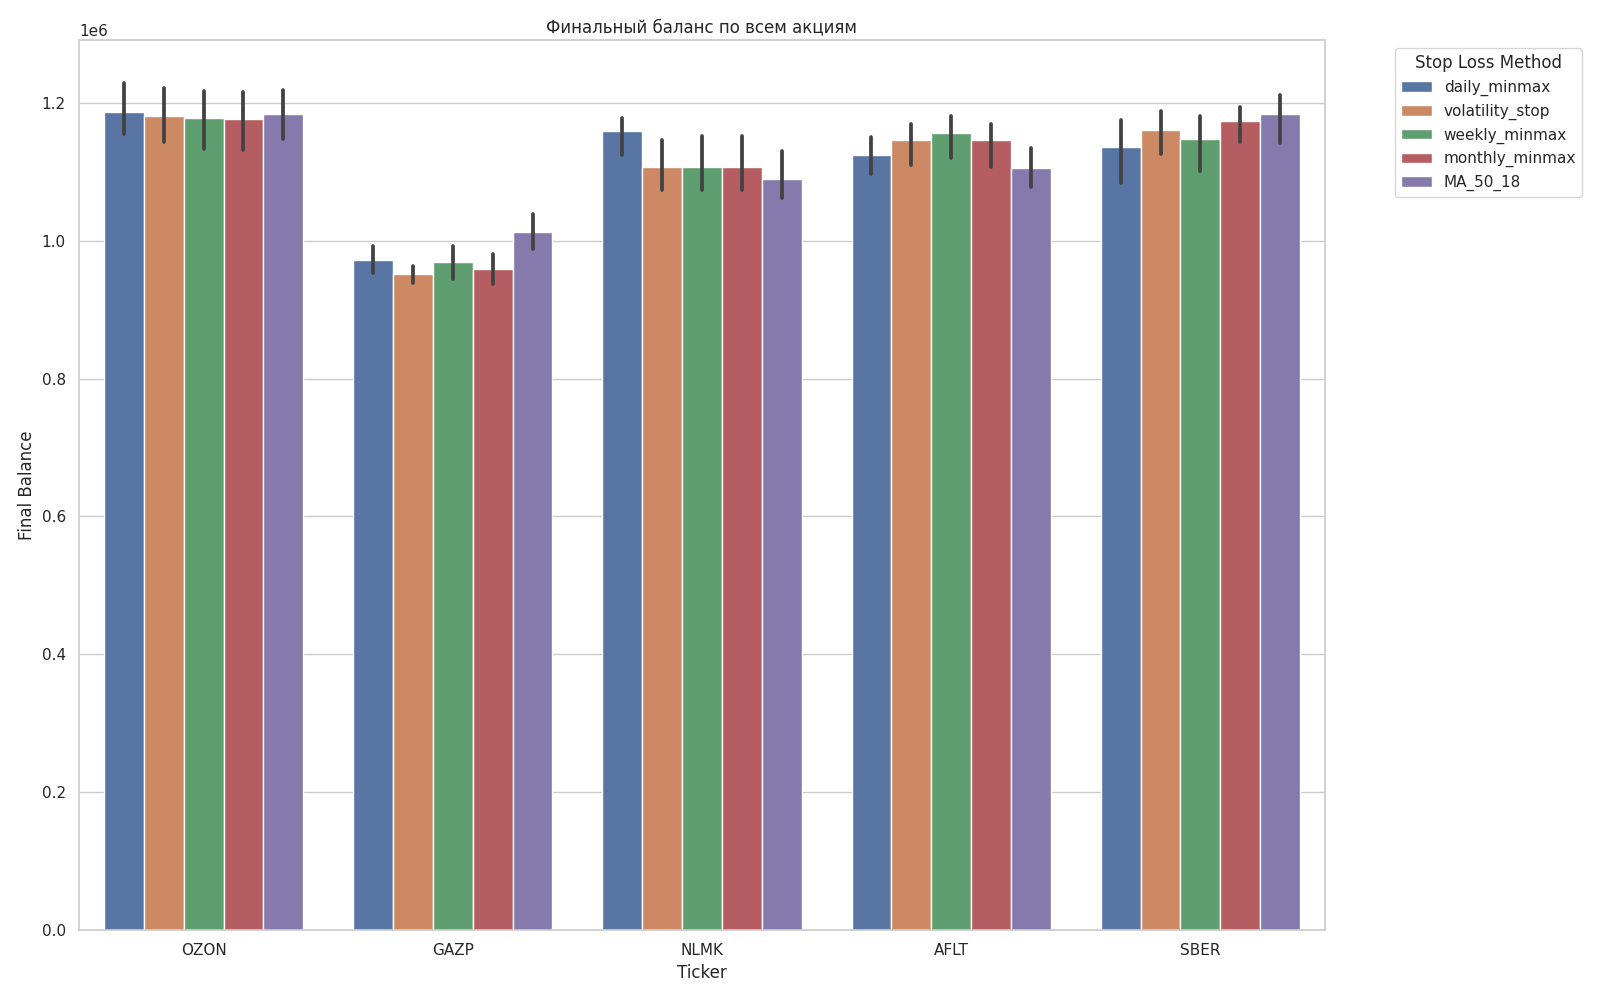 Финальный баланс по всем акциям
1e6
1.2
1.0
0.8
0.6
0.4
0.2
0.0
Final Balance
OZON
GAZP
NLMK
AFLT
SBER
Ticker
Stop Loss Method
daily_minmax
volatility_stop
weekly_minmax
monthly_minmax
MA_50_18